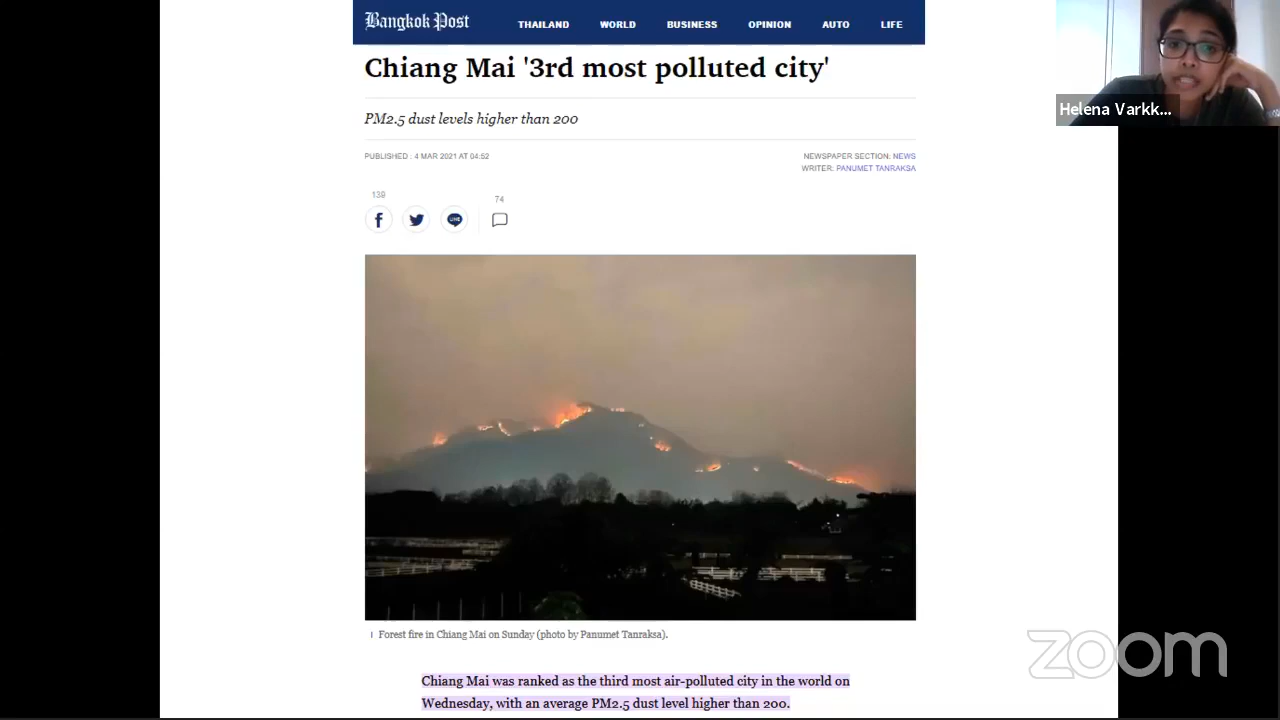 Bangkok Post
THAILAND WORLD BUSINESS OPINION AUTO LIFE
Chiang Mai '3rd most polluted city'
PM2.5 dust levels higher than 200
PUBLISHED : 4 MAR 2021 AT 04:52
NEWSPAPER SECTION: NEWS
WRITER: PANUMET TANRAKSA
139
74
LINE
Forest fire in Chiang Mai on Sunday (photo by Panumet Tanraksa).
Chiang Mai was ranked as the third most air-polluted city in the world on
Wednesday, with an average PM2.5 dust level higher than 200.
Helena Varkk...
zoom